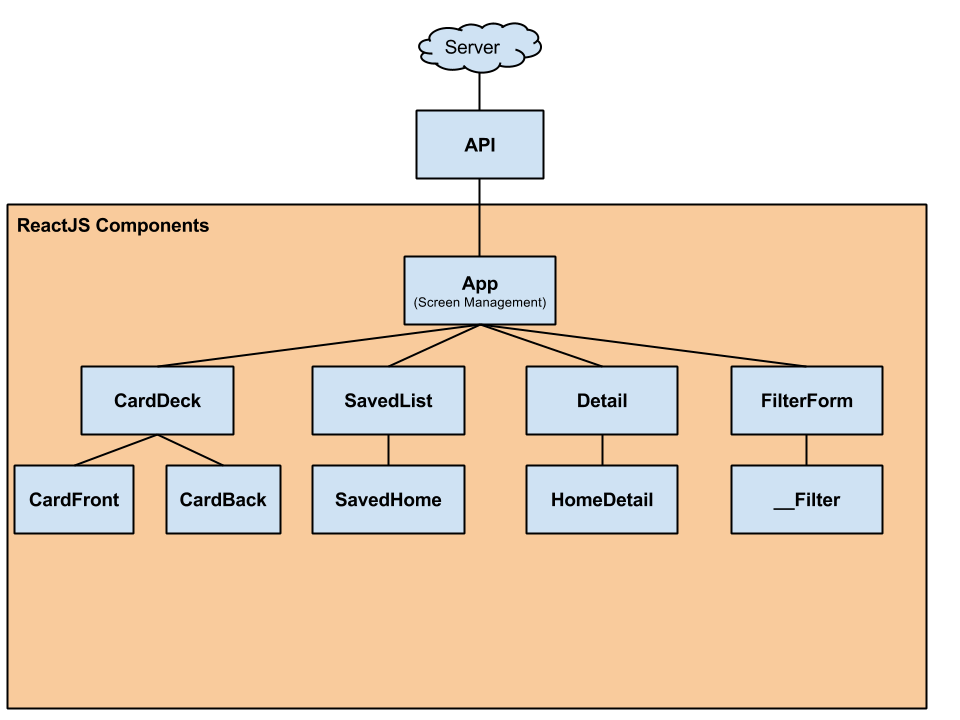 Server
API
ReactJS Components
App
(Screen Management)
CardDeck
SavedList
Detail
FilterForm
CardFront
CardBack
SavedHome
HomeDetail
__Filter